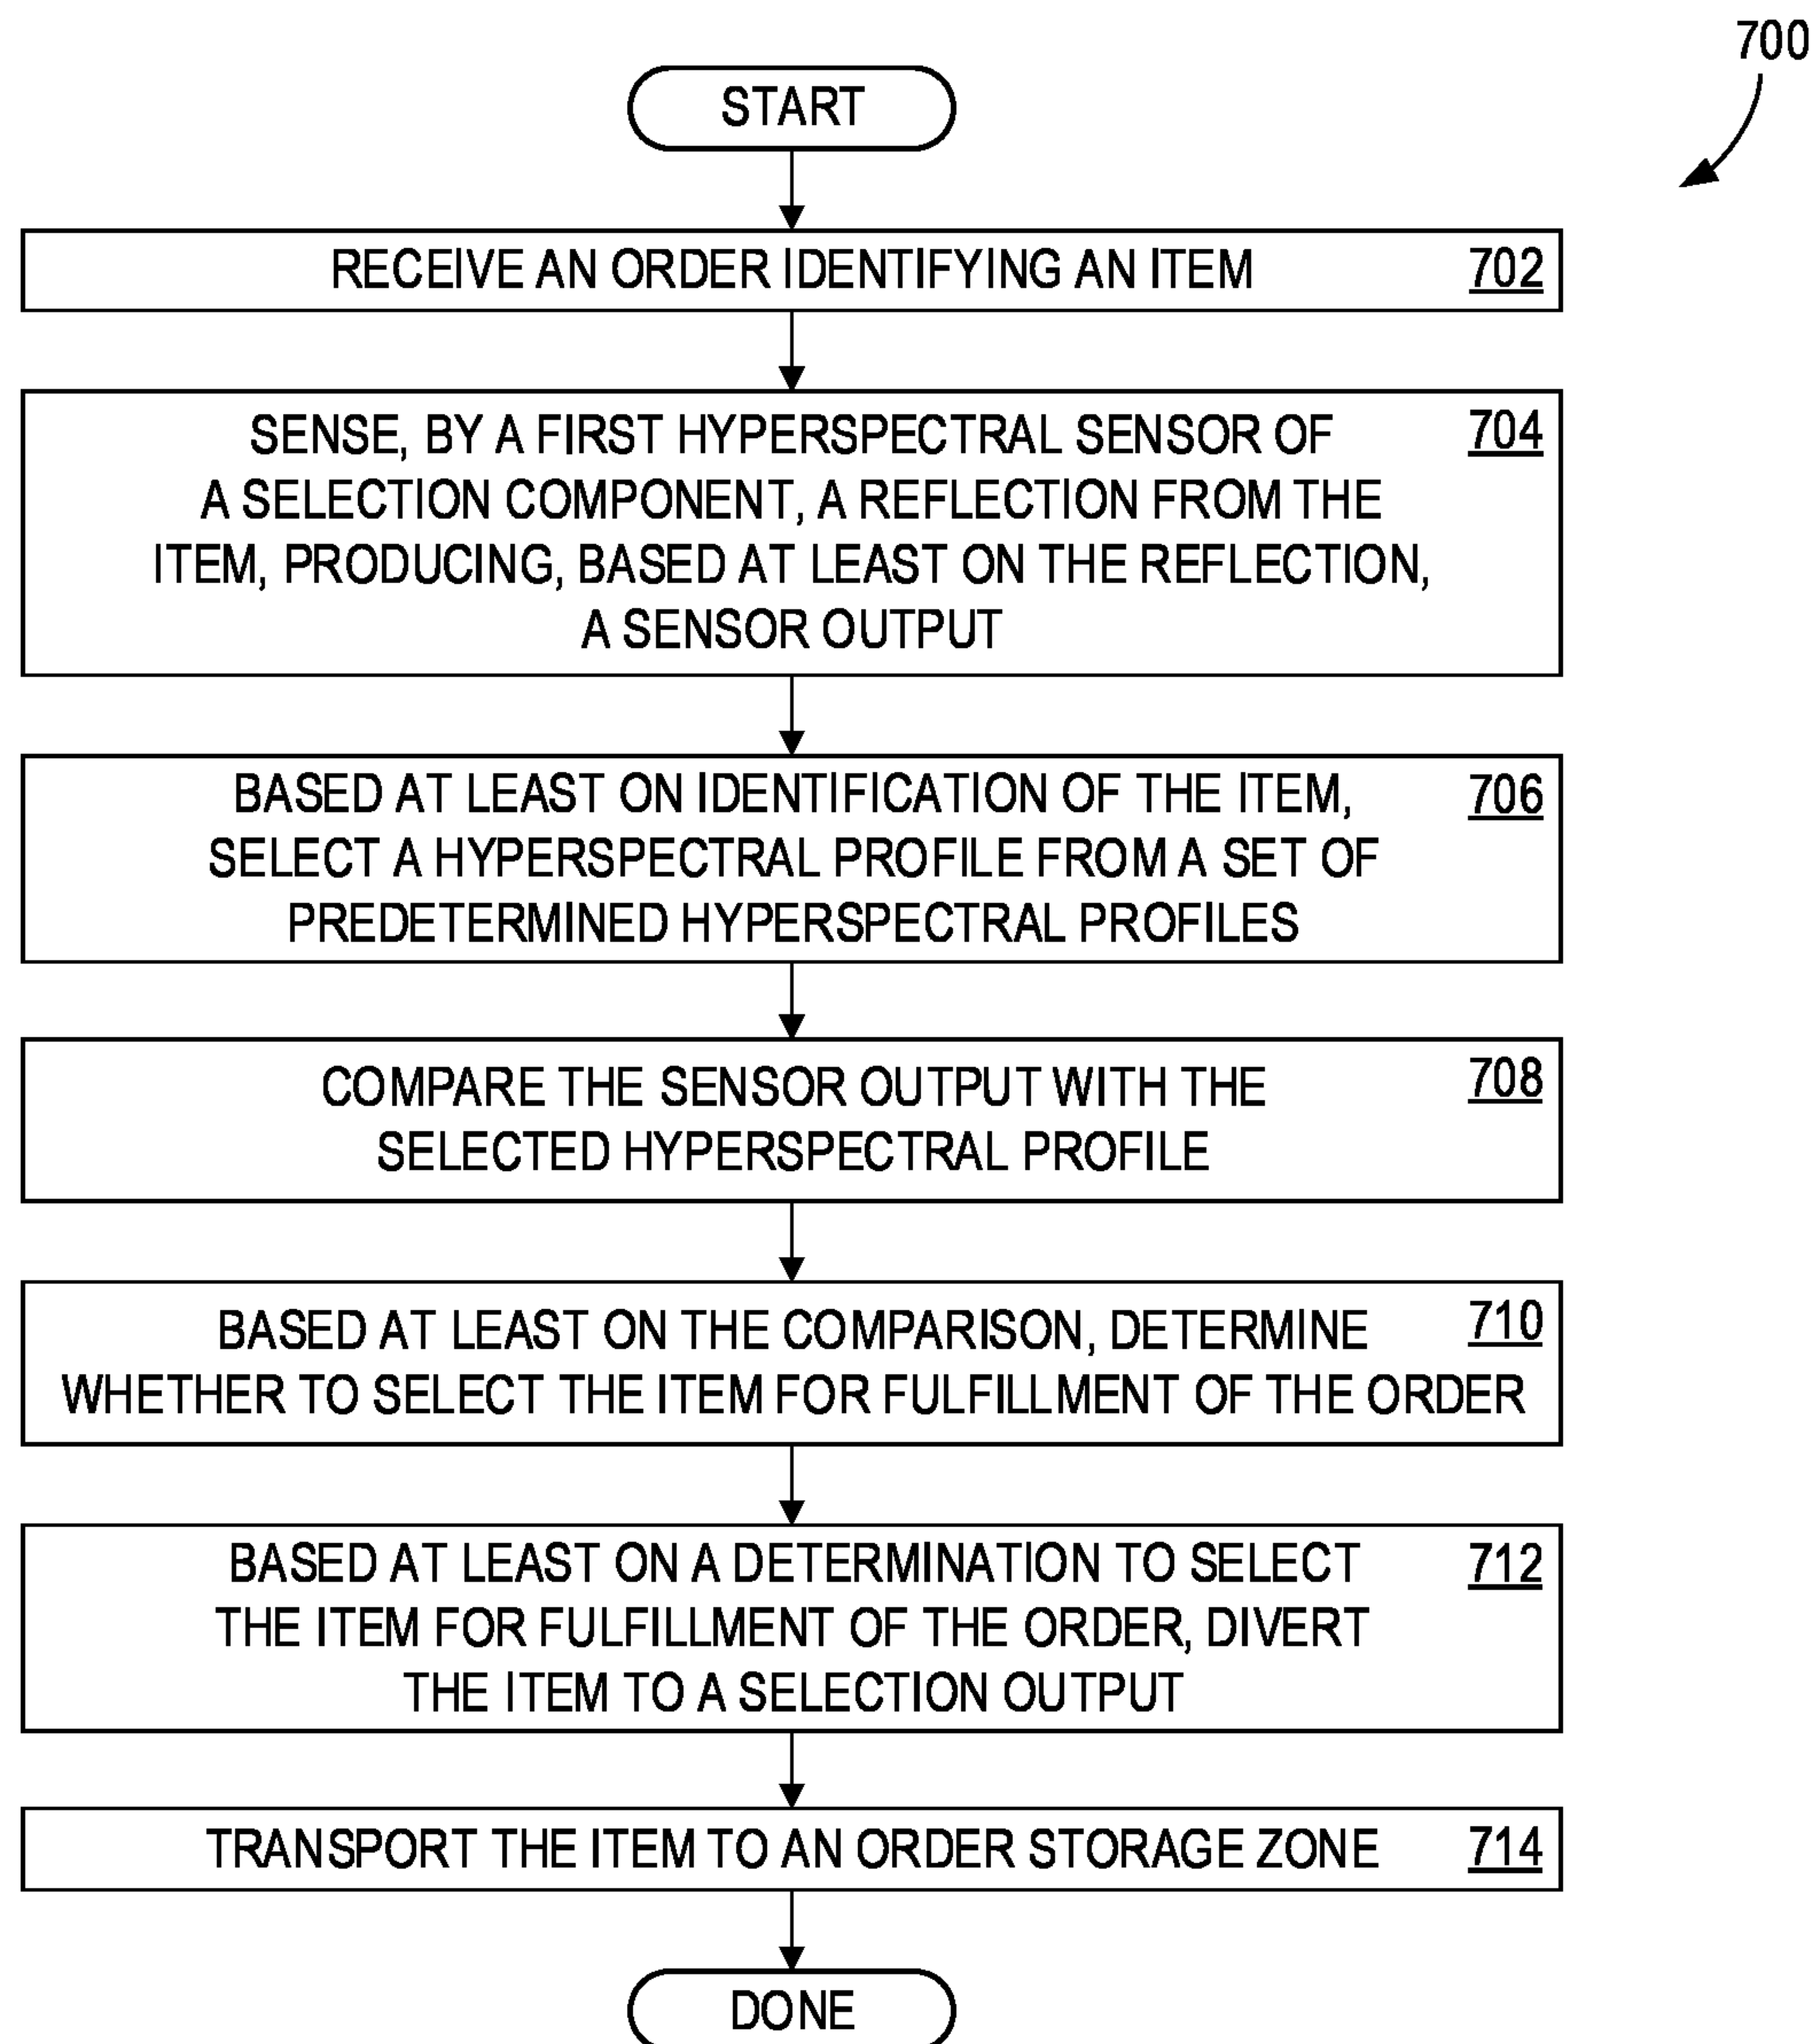 700
START
RECEIVE AN ORDER IDENTIFYING AN ITEM 702
SENSE, BY A FIRST HYPERSPECTRAL SENSOR OF 704
A SELECTION COMPONENT, A REFLECTION FROM THE
ITEM, PRODUCING, BASED AT LEAST ON THE REFLECTION,
A SENSOR OUTPUT
BASED AT LEAST ON IDENTIFICATION OF THE ITEM, 706
SELECT A HYPERSPECTRAL PROFILE FROM A SET OF
PREDETERMINED HYPERSPECTRAL PROFILES
COMPARE THE SENSOR OUTPUT WITH THE 708
SELECTED HYPERSPECTRAL PROFILE
BASED AT LEAST ON THE COMPARISON, DETERMINE 710
WHETHER TO SELECT THE ITEM FOR FULFILLMENT OF THE ORDER
BASED AT LEAST ON A DETERMINATION TO SELECT 712
THE ITEM FOR FULFILLMENT OF THE ORDER, DIVERT
THE ITEM TO A SELECTION OUTPUT
TRANSPORT THE ITEM TO AN ORDER STORAGE ZONE 714
DONE